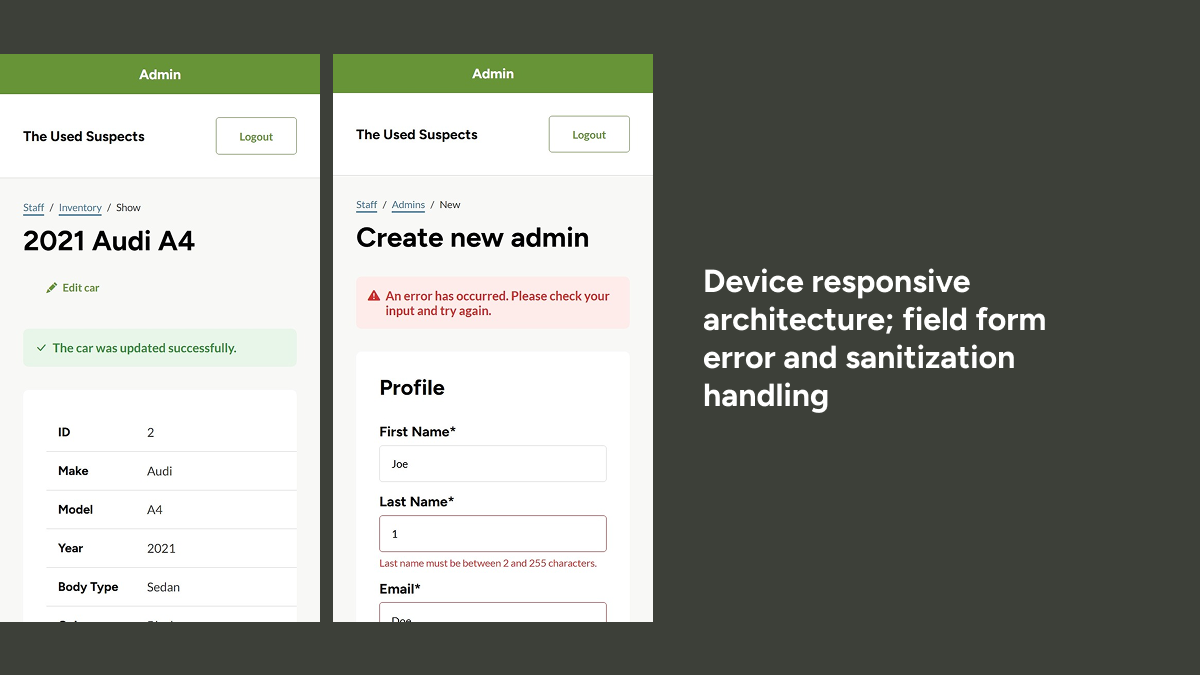 Admin
The Used Suspects
Logout
Staff / Inventory / Show
2021 Audi A4
Edit car
The car was updated successfully.
ID 2
Make Audi
Model A4
Year 2021
Body Type Sedan
Admin
The Used Suspects
Logout
Staff / Admins / New
Create new admin
An error has occurred. Please check your
input and try again.
Profile
First Name*
Joe
Last Name*
1
Last name must be between 2 and 255 characters.
Email*
Doe
Device responsive
architecture; field form
error and sanitization
handling